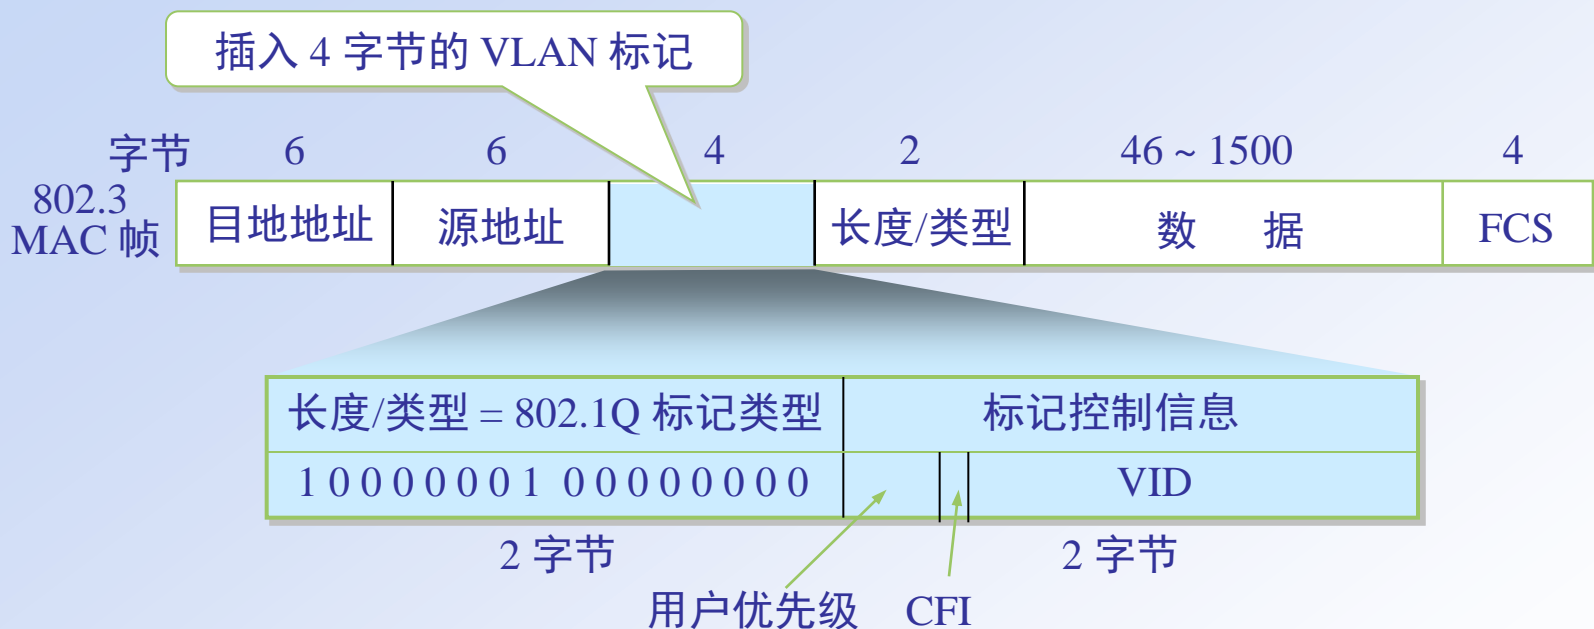 插入 4 字节的 VLAN 标记
字节 6 6 4 2 46 ~ 1500 4
802.3
MAC 帧
目地地址 源地址 长度/类型 数 据 FCS
长度/类型 = 802.1Q 标记类型 标记控制信息
1 0 0 0 0 0 0 1 0 0 0 0 0 0 0 0 VID
2 字节 2 字节
用户优先级 CFI